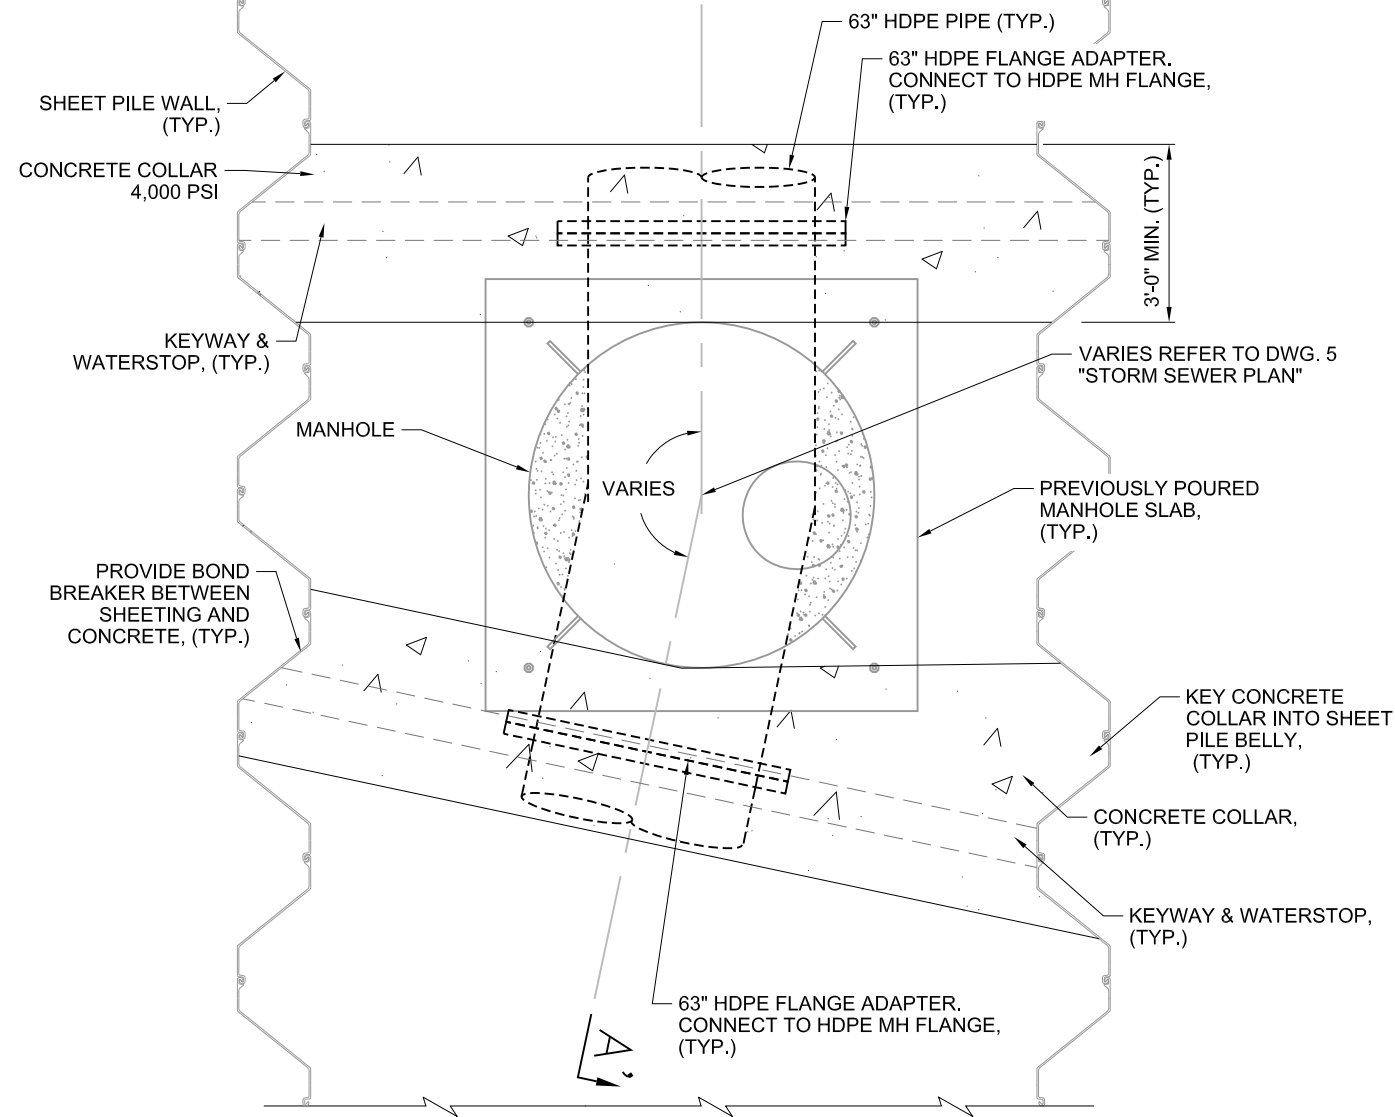 63" HDPE PIPE (TYP.)
63" HDPE FLANGE ADAPTER.
CONNECT TO HDPE MH FLANGE,
(TYP.)
SHEET PILE WALL,
(TYP.)
CONCRETE COLLAR
4,000 PSI
3'-0" MIN. (TYP.)
KEYWAY &
WATERSTOP, (TYP.)
VARIES REFER TO DWG. 5
"STORM SEWER PLAN"
MANHOLE
VARIES
PREVIOUSLY POURED
MANHOLE SLAB,
(TYP.)
PROVIDE BOND
BREAKER BETWEEN
SHEETING AND
CONCRETE, (TYP.)
KEY CONCRETE
COLLAR INTO SHEET
PILE BELLY,
(TYP.)
CONCRETE COLLAR,
(TYP.)
KEYWAY & WATERSTOP,
(TYP.)
63" HDPE FLANGE ADAPTER.
CONNECT TO HDPE MH FLANGE,
(TYP.)
A'